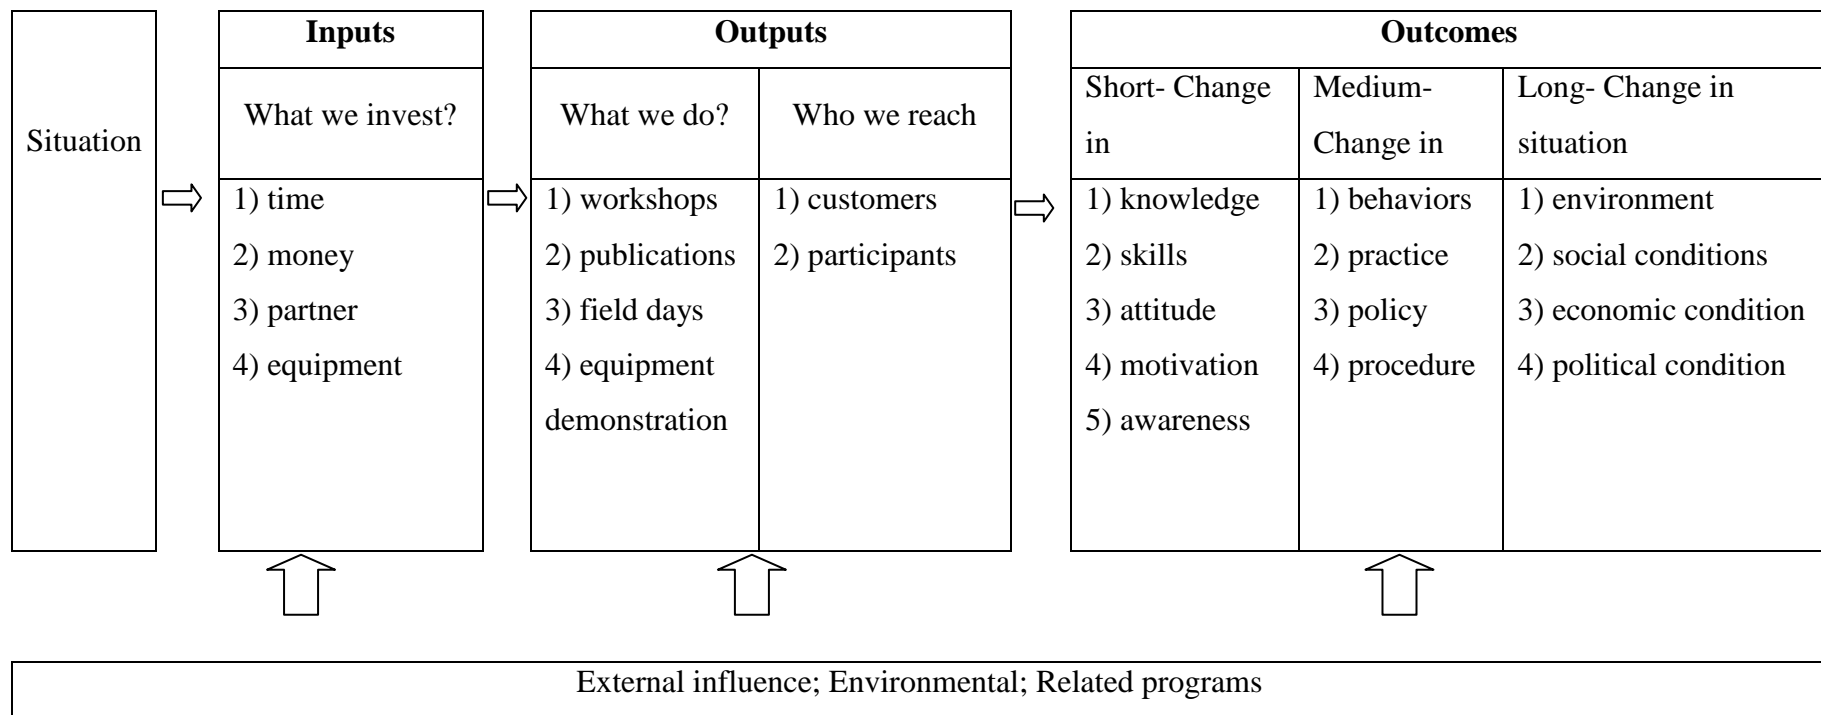 Situation
Inputs
What we invest?
1) time
2) money
3) partner
4) equipment
Outputs
What we do?
1) workshops
2) publications
3) field days
4) equipment
demonstration
Who we reach
1) customers
2) participants
Outcomes
Short- Change
in
1) knowledge
2) skills
3) attitude
4) motivation
5) awareness
Medium-
Change in
1) behaviors
2) practice
3) policy
4) procedure
Long- Change in
situation
1) environment
2) social conditions
3) economic condition
4) political condition
External influence; Environmental; Related programs